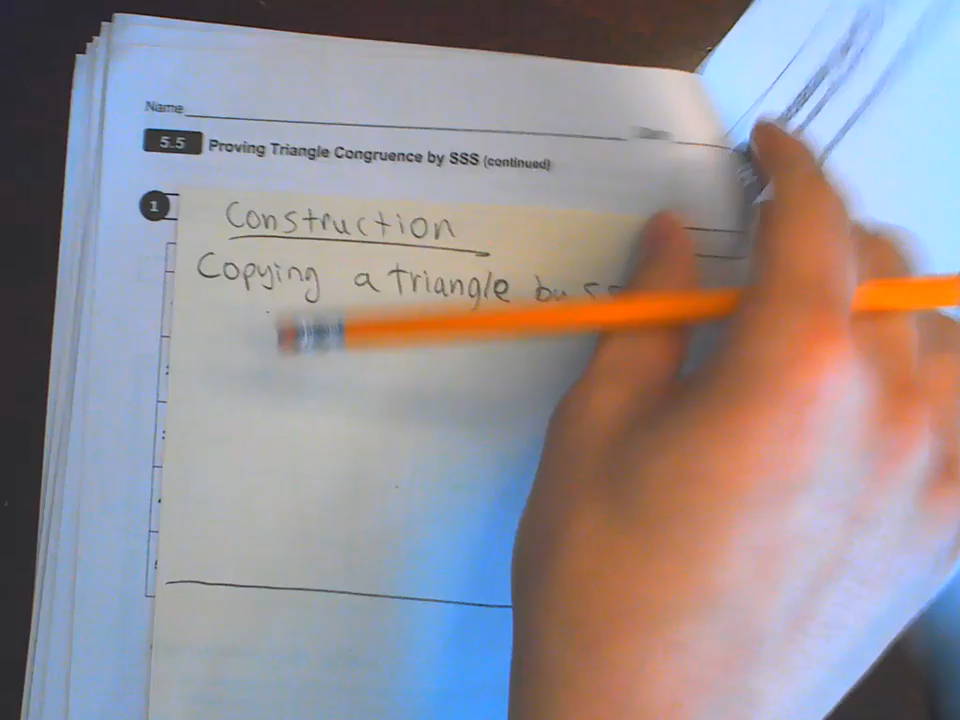 Name
5.5 Proving Triangle Congruence by SSS (continued)
1
Construction
Copying a triangle by